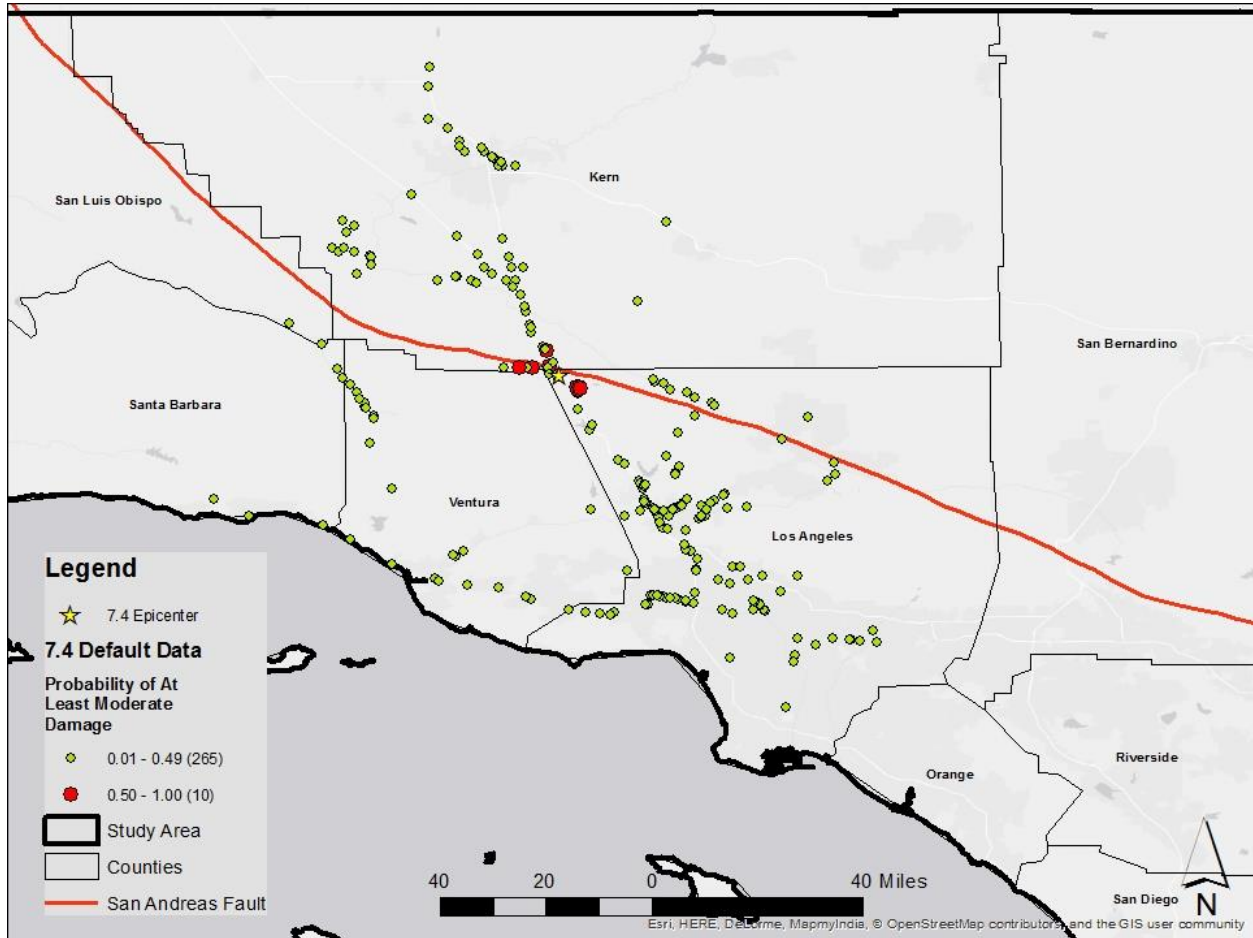 Kern
San Luis Obispo
San Bernardino
Santa Barbara
Ventura
Los Angeles
Legend
7.4 Epicenter
7.4 Default Data
Probability of At
Least Moderate
Damage
0.01 - 0.49 (265)
0.50 - 1.00 (10)
Study Area
Counties
San Andreas Fault
Riverside
Orange
40 20 0 40 Miles
San Diego
N
Esri, HERE, DeLorme, MapmyIndia, © OpenStreetMap contributors, and the GIS user community